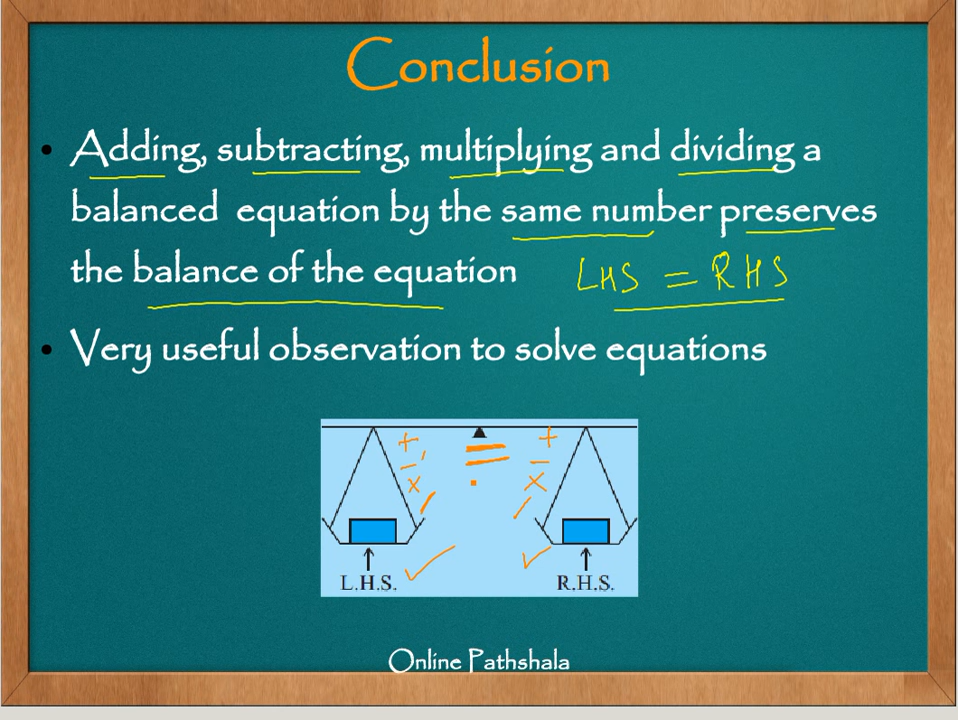 Conclusion
• Adding, subtracting, multiplying and dividing a
balanced equation by the same number preserves
the balance of the equation LHS = RHS
• Very useful observation to solve equations
+ = +
- -
x x
/ /
L.H.S. R.H.S.
Online Pathshala